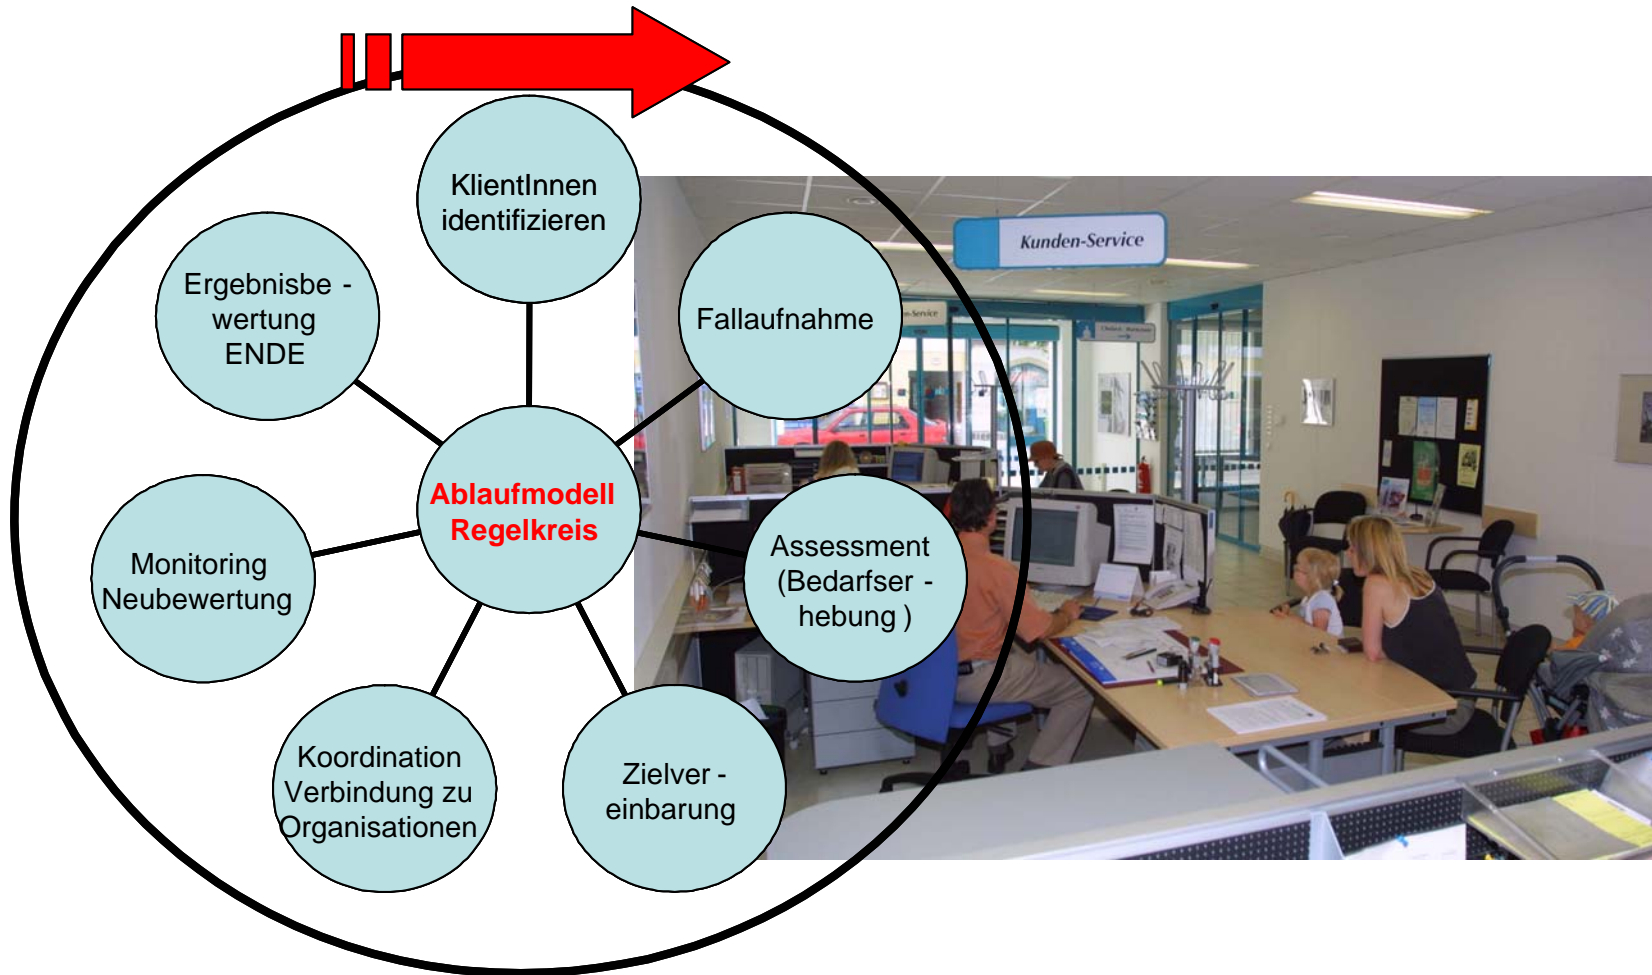 KlientInnen
identifizieren
Fallaufnahme
Assessment
(Bedarfser -
hebung )
Zielver -
einbarung
Koordination
Verbindung zu
Organisationen
Monitoring
Neubewertung
Ergebnisbe -
wertung
ENDE
Ablaufmodell
Regelkreis
Kunden-Service
-Service